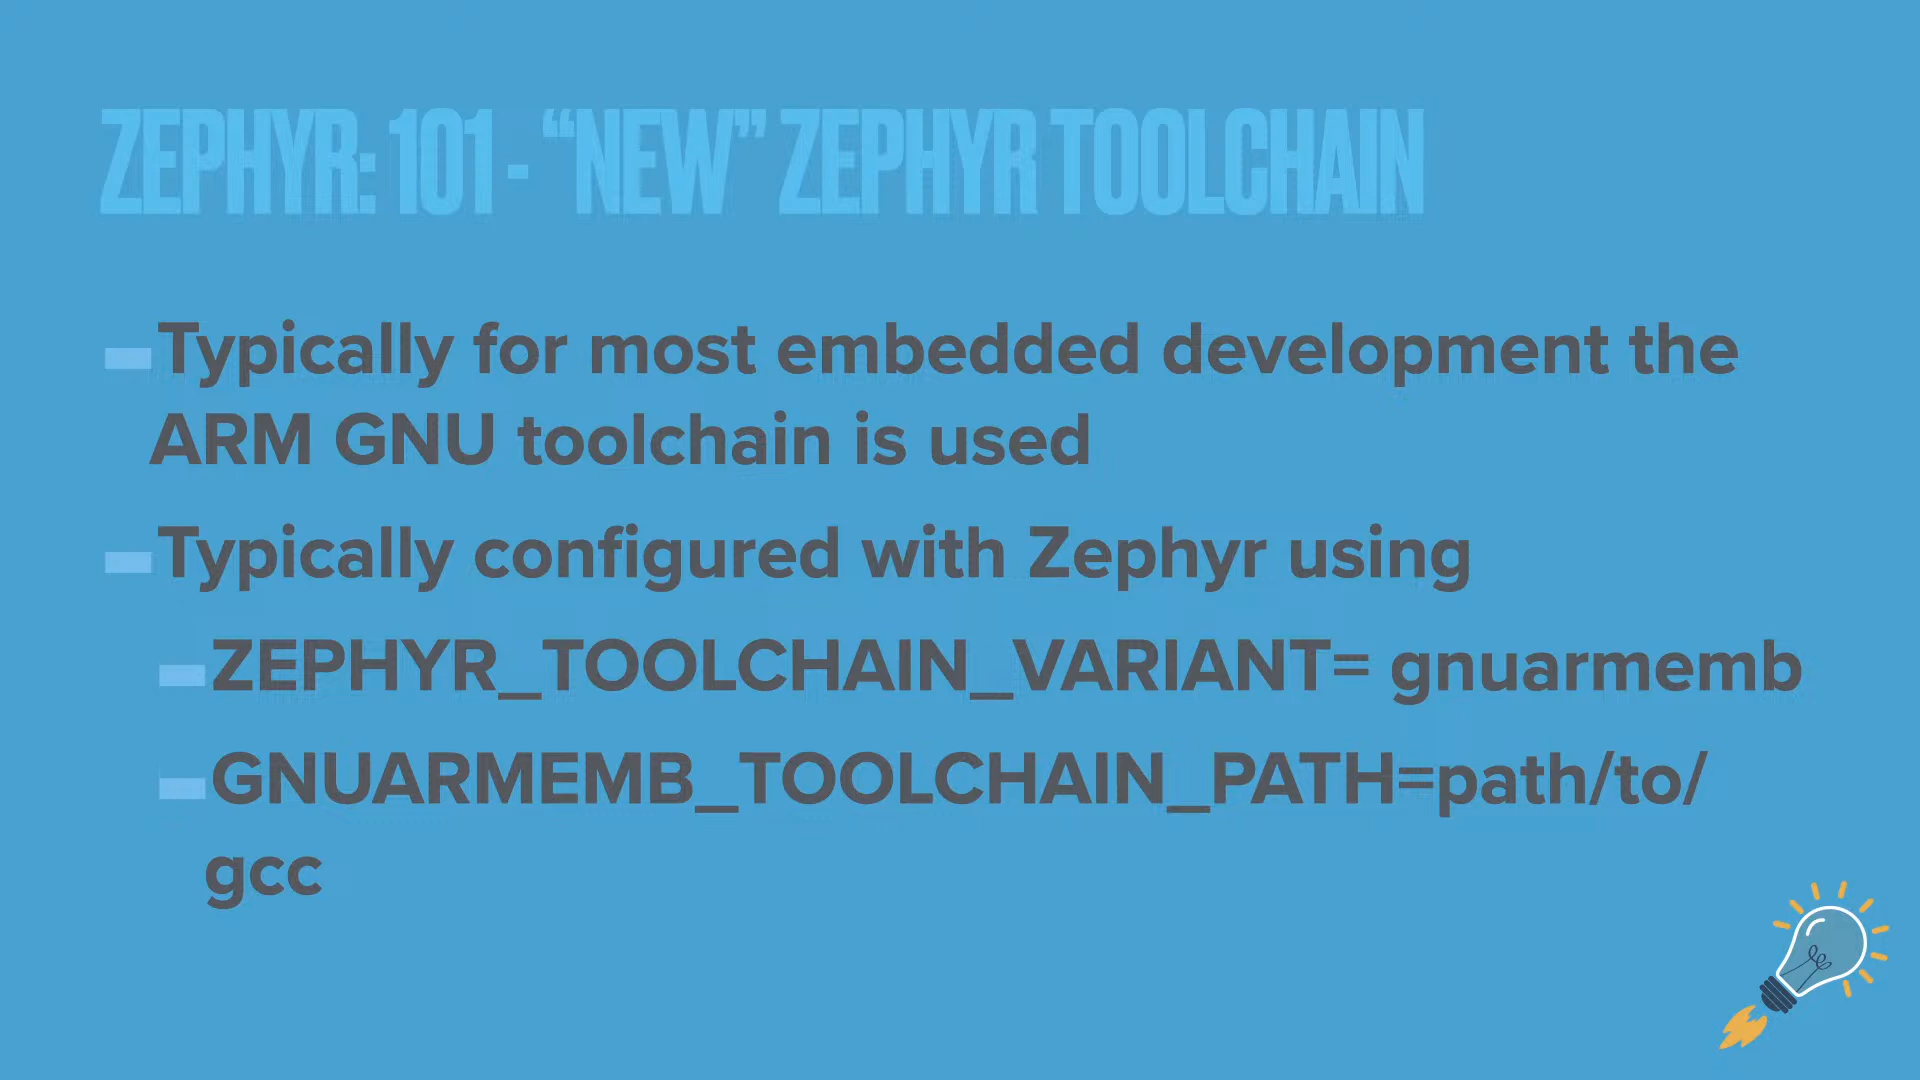 ZEPHYR: 101 - “NEW” ZEPHYR TOOLCHAIN
Typically for most embedded development the
ARM GNU toolchain is used
Typically configured with Zephyr using
ZEPHYR_TOOLCHAIN_VARIANT= gnuarmemb
GNUARMEMB_TOOLCHAIN_PATH=path/to/
gcc